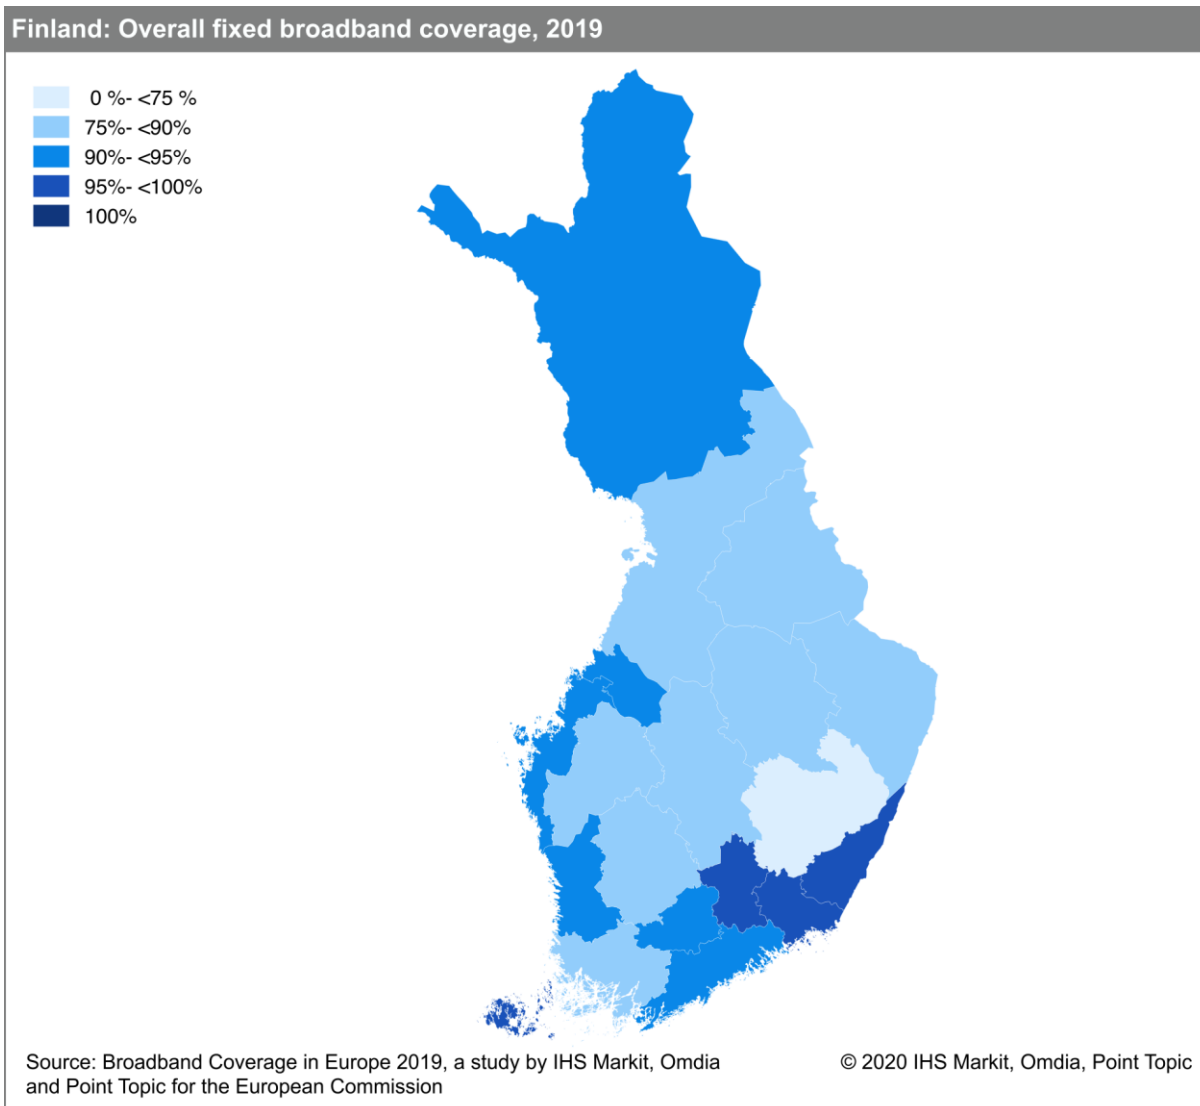 Finland: Overall fixed broadband coverage, 2019
0 %- <75 %
75%- <90%
90%- <95%
95%- <100%
100%
Source: Broadband Coverage in Europe 2019, a study by IHS Markit, Omdia
and Point Topic for the European Commission
© 2020 IHS Markit, Omdia, Point Topic